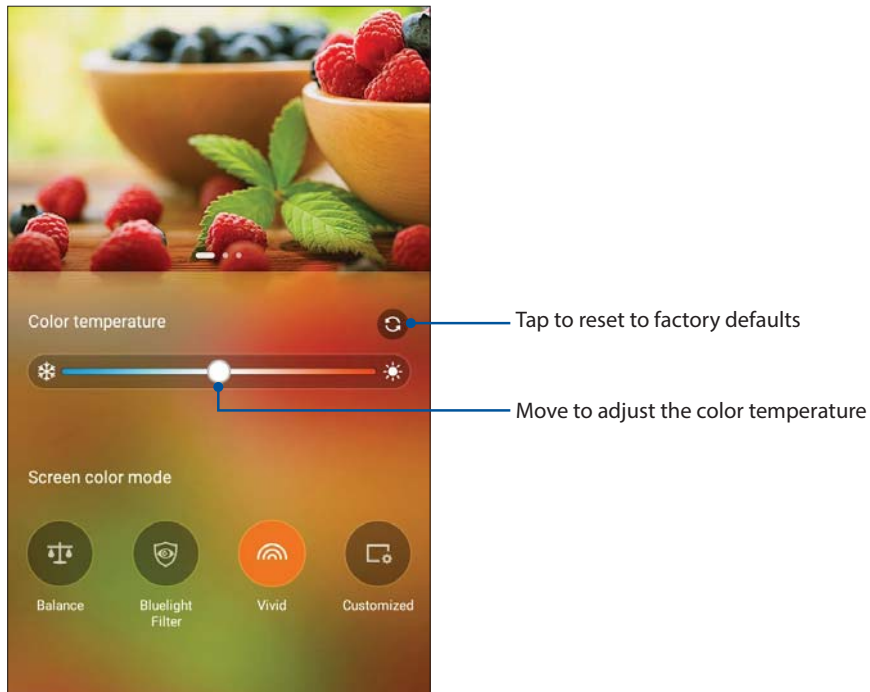 Color temperature
Tap to reset to factory defaults
Move to adjust the color temperature
Screen color mode
Balance
Bluelight
Filter
Vivid
Customized